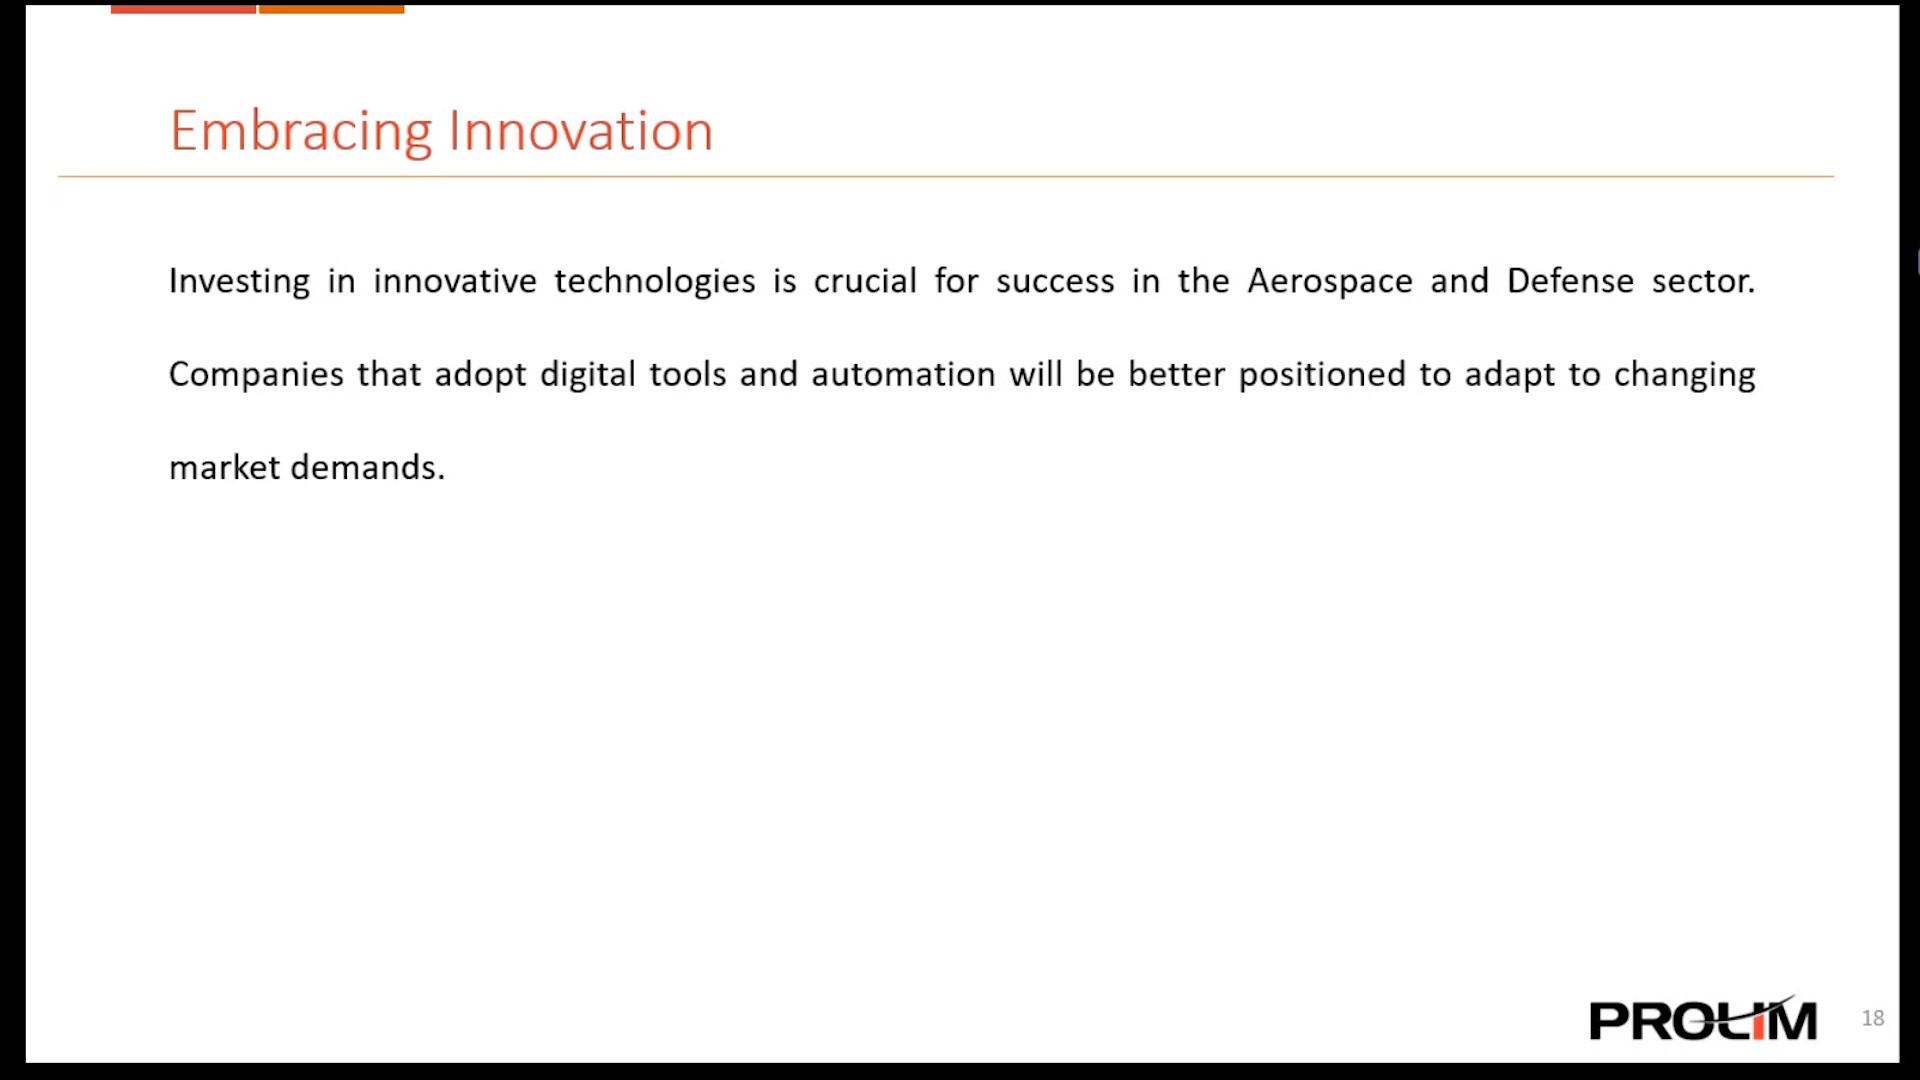 Embracing Innovation
Investing in innovative technologies is crucial for success in the Aerospace and Defense sector.
Companies that adopt digital tools and automation will be better positioned to adapt to changing
market demands.
PROLIM
18